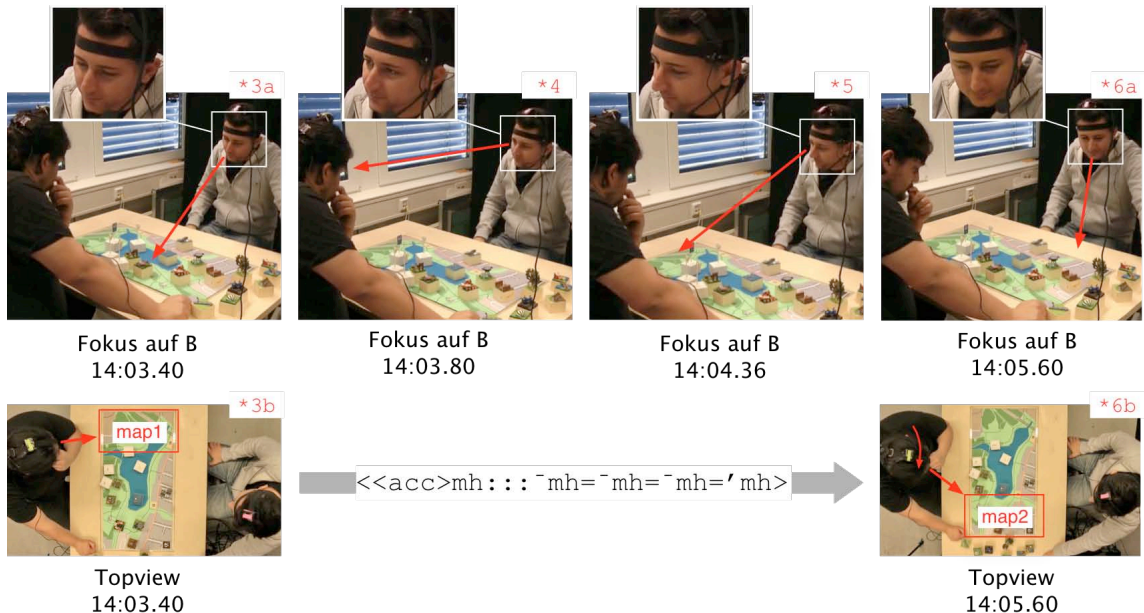 *3a
*4
*5
*6a
Fokus auf B
14:03.40
Fokus auf B
14:03.80
Fokus auf B
14:04.36
Fokus auf B
14:05.60
*3b
map1
<<acc>mh:::¯mh=¯mh=¯mh=’mh>
*6b
map2
Topview
14:03.40
Topview
14:05.60